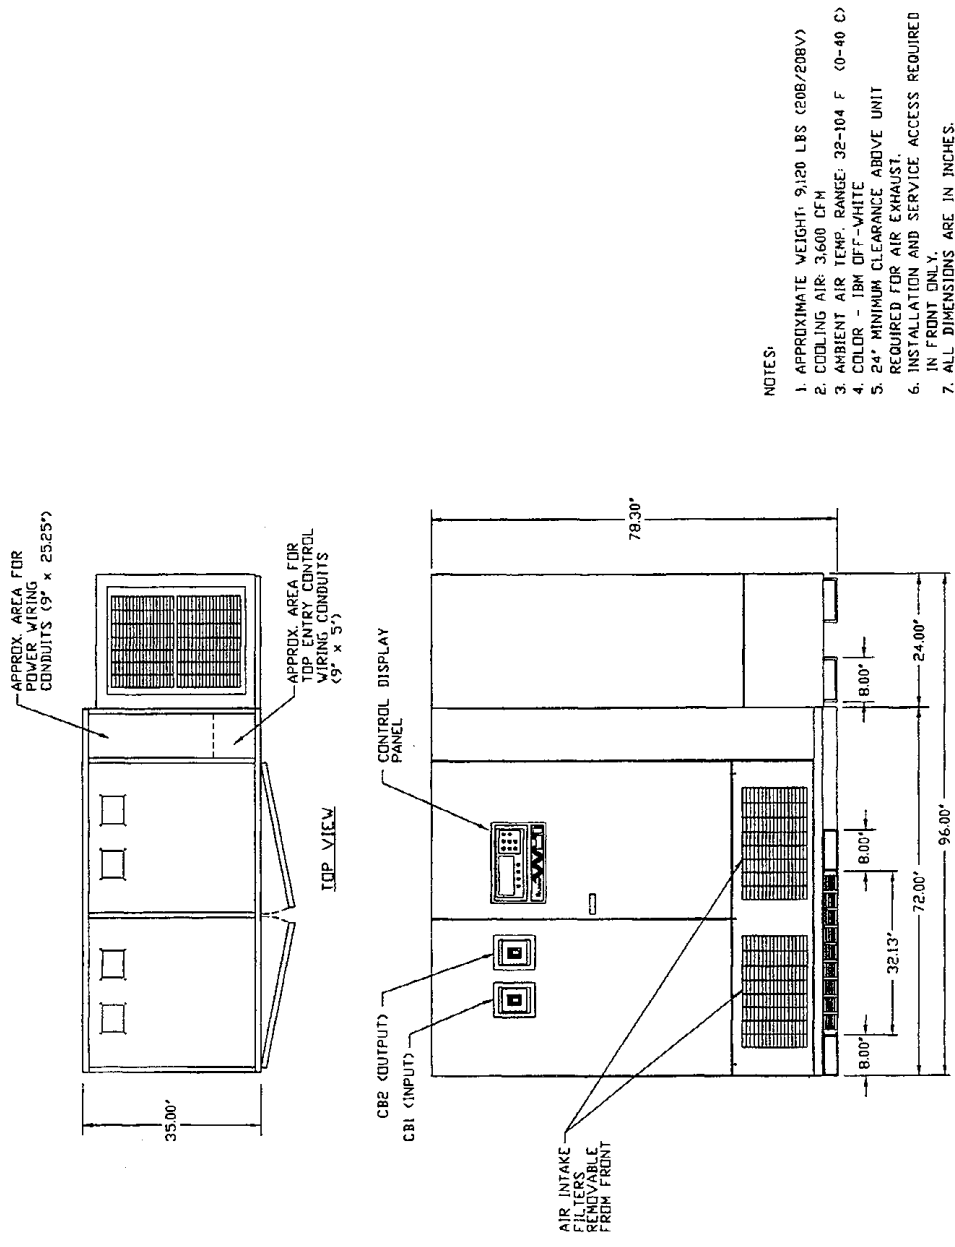 APPROX. AREA FOR
POWER WIRING
CONDUITS (9" x 25.25")
APPROX. AREA FOR
TOP ENTRY CONTROL
WIRING CONDUITS
(9" x 5")
35.00"
TOP VIEW
CONTROL DISPLAY
PANEL
CB2 (OUTPUT)
CB1 (INPUT)
AIR INTAKE
FILTERS
REMOVABLE
FROM FRONT
78.30"
8.00"
32.13"
8.00"
8.00"
72.00"
24.00"
96.00"
NOTES:
1. APPROXIMATE WEIGHT: 9,120 LBS (208/208V)
2. COOLING AIR: 3,600 CFM
3. AMBIENT AIR TEMP. RANGE: 32-104 F (0-40 C)
4. COLOR - IBM OFF-WHITE
5. 24" MINIMUM CLEARANCE ABOVE UNIT
REQUIRED FOR AIR EXHAUST.
6. INSTALLATION AND SERVICE ACCESS REQUIRED
IN FRONT ONLY.
7. ALL DIMENSIONS ARE IN INCHES.